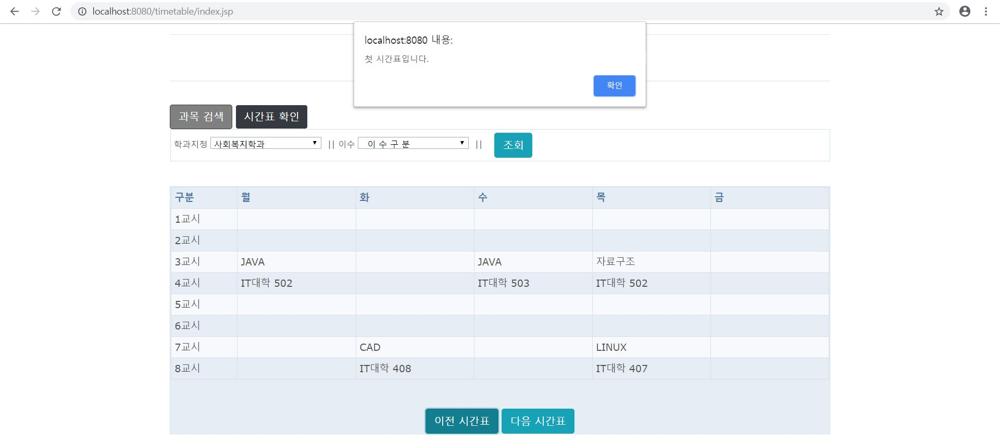 localhost:8080/timetable/index.jsp
localhost:8080 내용:
첫 시간표입니다.
확인
과목 검색 시간표 확인
학과지정 사회복지학과 || 이수 이 수 구 분 || 조회
구분 월 화 수 목 금
1교시
2교시
3교시 JAVA JAVA 자료구조
4교시 IT대학 502 IT대학 503 IT대학 502
5교시
6교시
7교시 CAD LINUX
8교시 IT대학 408 IT대학 407
이전 시간표 다음 시간표